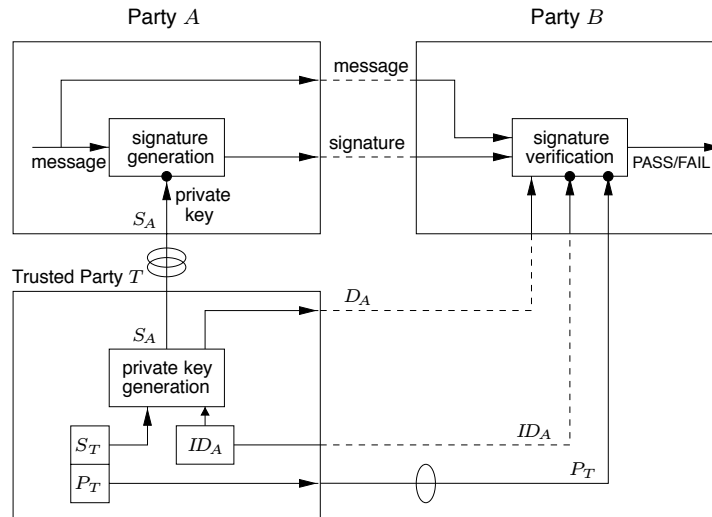 Party A
Party B
message
signature
generation
message
signature
private
key
S_A
message
signature
verification
PASS/FAIL
Trusted Party T
S_A
D_A
private key
generation
S_T
ID_A
ID_A
P_T
P_T